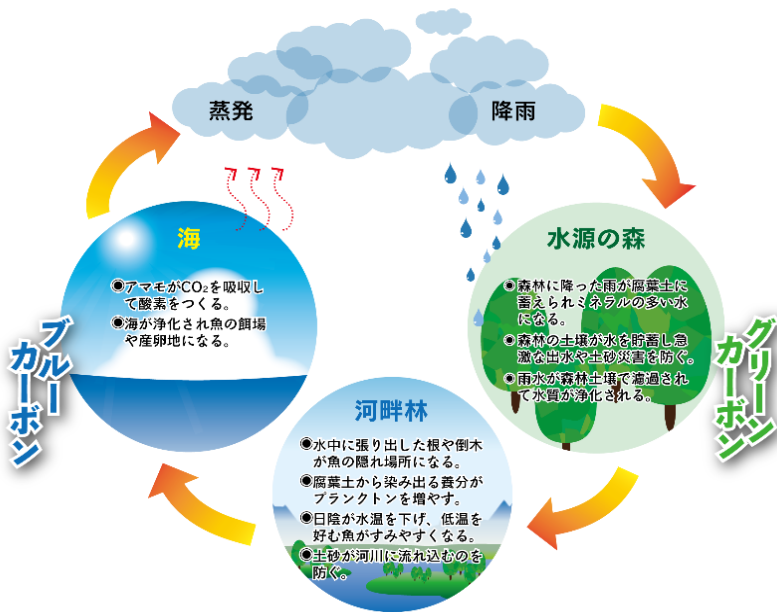 蒸発
降雨
海
◉アマモがCO₂を吸収し
て酸素をつくる。
◉海が浄化され魚の餌場
や産卵地になる。
ブルー
カーボン
水源の森
◉森林に降った雨が腐葉土に
蓄えられミネラルの多い水
になる。
◉森林の土壌が水を貯蓄し急
激な出水や土砂災害を防ぐ。
◉雨水が森林土壌で濾過され
て水質が浄化される。
グリーン
カーボン
河畔林
◉水中に張り出した根や倒木
が魚の隠れ場所になる。
◉腐葉土から染み出る養分が
プランクトンを増やす。
◉日陰が水温を下げ、低温を
好む魚がすみやすくなる。
◉土砂が河川に流れ込むのを
防ぐ。